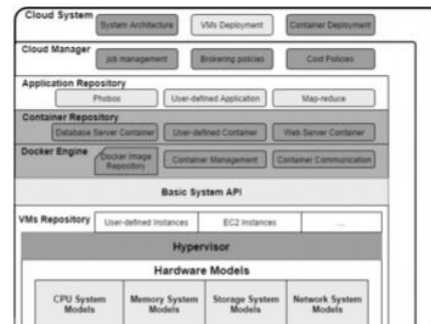 Cloud System
System Architecture
VMs Deployment
Container Deployment
Cloud Manager
job management
Brokering policies
Cost Policies
Application Repository
Phobos
User-defined Application
Map-reduce
Container Repository
Database Server Container
User-defined Container
Web Server Container
Docker Engine
Docker Image
Repository
Container Management
Container Communication
Basic System API
VMs Repository
User-defined Instances
EC2 Instances
....
Hypervisor
Hardware Models
CPU System
Models
Memory System
Models
Storage System
Models
Network System
Models